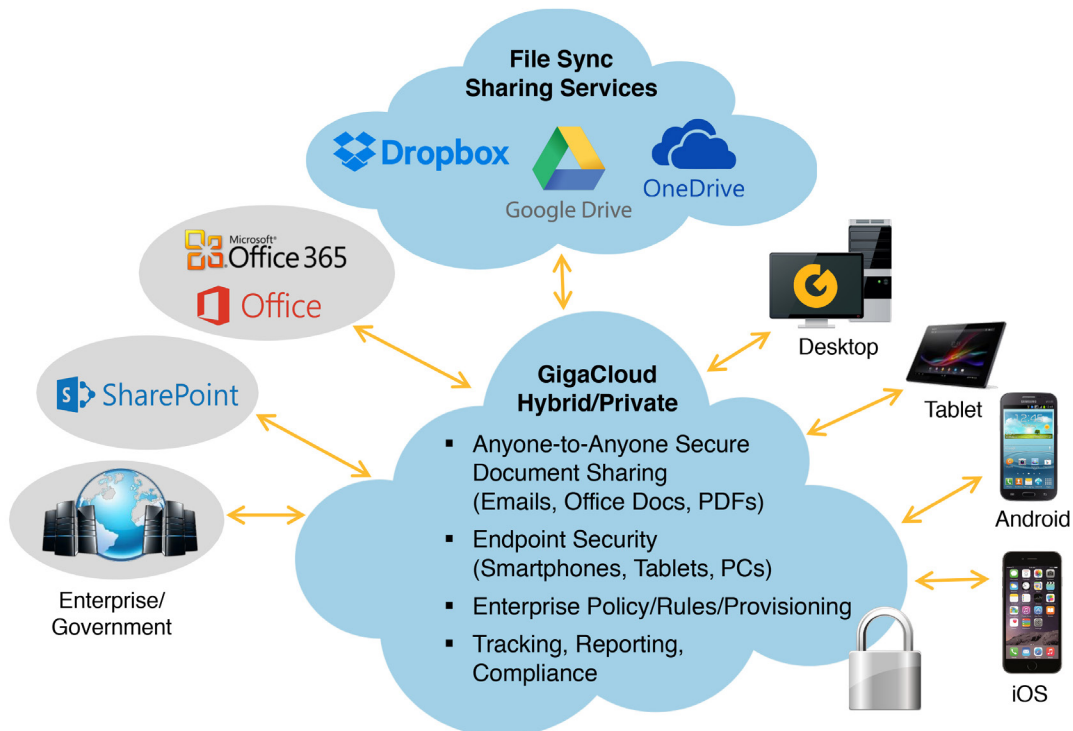 File Sync
Sharing Services
Dropbox
Google Drive
OneDrive
Microsoft®
Office 365
Office
S
SharePoint
Desktop
Tablet
GigaCloud
Hybrid/Private
▪ Anyone-to-Anyone Secure
Document Sharing
(Emails, Office Docs, PDFs)
▪ Endpoint Security
(Smartphones, Tablets, PCs)
▪ Enterprise Policy/Rules/Provisioning
▪ Tracking, Reporting,
Compliance
Enterprise/
Government
Android
iOS